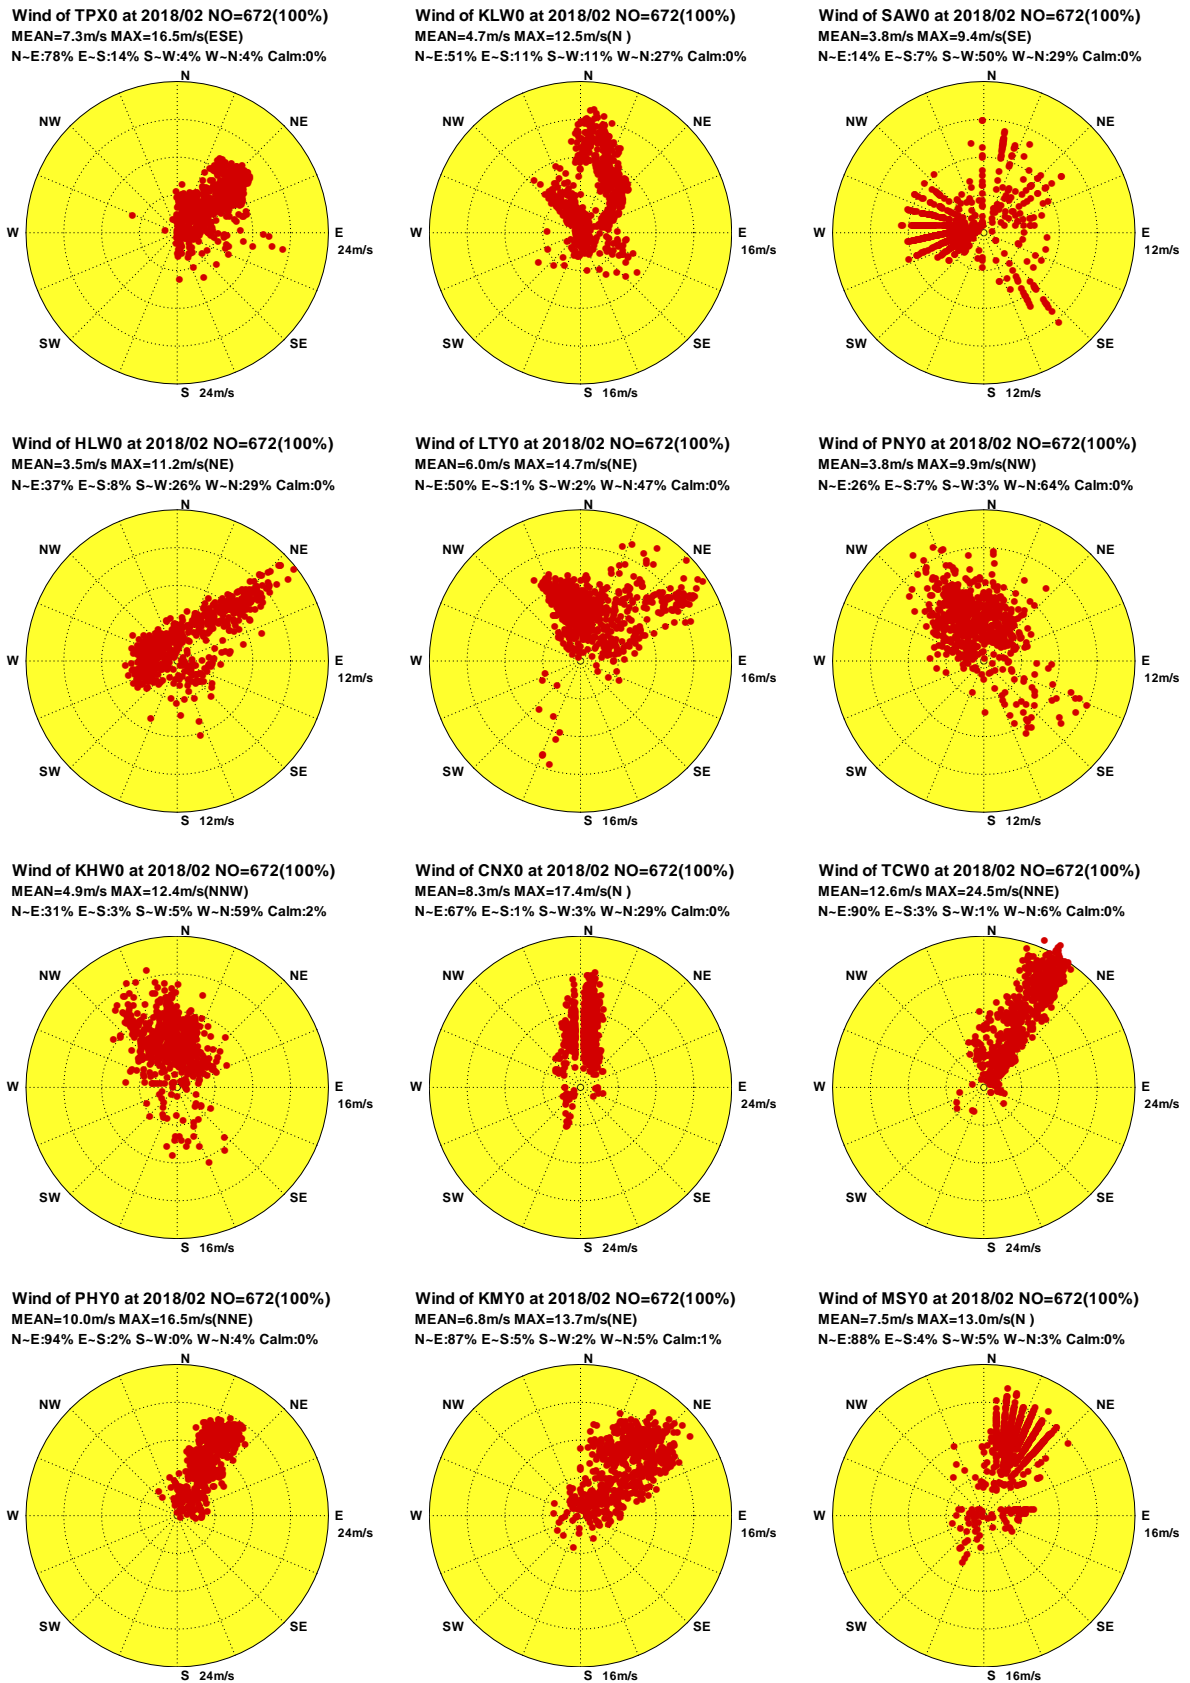 Wind of TPX0 at 2018/02 NO=672(100%)
MEAN=7.3m/s MAX=16.5m/s(ESE)
N~E:78% E~S:14% S~W:4% W~N:4% Calm:0%
N
NW
NE
W
E
24m/s
SW
SE
S 24m/s
Wind of KLW0 at 2018/02 NO=672(100%)
MEAN=4.7m/s MAX=12.5m/s(N )
N~E:51% E~S:11% S~W:11% W~N:27% Calm:0%
N
NW
NE
W
E
16m/s
SW
SE
S 16m/s
Wind of SAW0 at 2018/02 NO=672(100%)
MEAN=3.8m/s MAX=9.4m/s(SE)
N~E:14% E~S:7% S~W:50% W~N:29% Calm:0%
N
NW
NE
W
E
12m/s
SW
SE
S 12m/s
Wind of HLW0 at 2018/02 NO=672(100%)
MEAN=3.5m/s MAX=11.2m/s(NE)
N~E:37% E~S:8% S~W:26% W~N:29% Calm:0%
N
NW
NE
W
E
12m/s
SW
SE
S 12m/s
Wind of LTY0 at 2018/02 NO=672(100%)
MEAN=6.0m/s MAX=14.7m/s(NE)
N~E:50% E~S:1% S~W:2% W~N:47% Calm:0%
N
NW
NE
W
E
16m/s
SW
SE
S 16m/s
Wind of PNY0 at 2018/02 NO=672(100%)
MEAN=3.8m/s MAX=9.9m/s(NW)
N~E:26% E~S:7% S~W:3% W~N:64% Calm:0%
N
NW
NE
W
E
12m/s
SW
SE
S 12m/s
Wind of KHW0 at 2018/02 NO=672(100%)
MEAN=4.9m/s MAX=12.4m/s(NNW)
N~E:31% E~S:3% S~W:5% W~N:59% Calm:2%
N
NW
NE
W
E
16m/s
SW
SE
S 16m/s
Wind of CNX0 at 2018/02 NO=672(100%)
MEAN=8.3m/s MAX=17.4m/s(N )
N~E:67% E~S:1% S~W:3% W~N:29% Calm:0%
N
NW
NE
W
E
24m/s
SW
SE
S 24m/s
Wind of TCW0 at 2018/02 NO=672(100%)
MEAN=12.6m/s MAX=24.5m/s(NNE)
N~E:90% E~S:3% S~W:1% W~N:6% Calm:0%
N
NW
NE
W
E
24m/s
SW
SE
S 24m/s
Wind of PHY0 at 2018/02 NO=672(100%)
MEAN=10.0m/s MAX=16.5m/s(NNE)
N~E:94% E~S:2% S~W:0% W~N:4% Calm:0%
N
NW
NE
W
E
24m/s
SW
SE
S 24m/s
Wind of KMY0 at 2018/02 NO=672(100%)
MEAN=6.8m/s MAX=13.7m/s(NE)
N~E:87% E~S:5% S~W:2% W~N:5% Calm:1%
N
NW
NE
W
E
16m/s
SW
SE
S 16m/s
Wind of MSY0 at 2018/02 NO=672(100%)
MEAN=7.5m/s MAX=13.0m/s(N )
N~E:88% E~S:4% S~W:5% W~N:3% Calm:0%
N
NW
NE
W
E
16m/s
SW
SE
S 16m/s